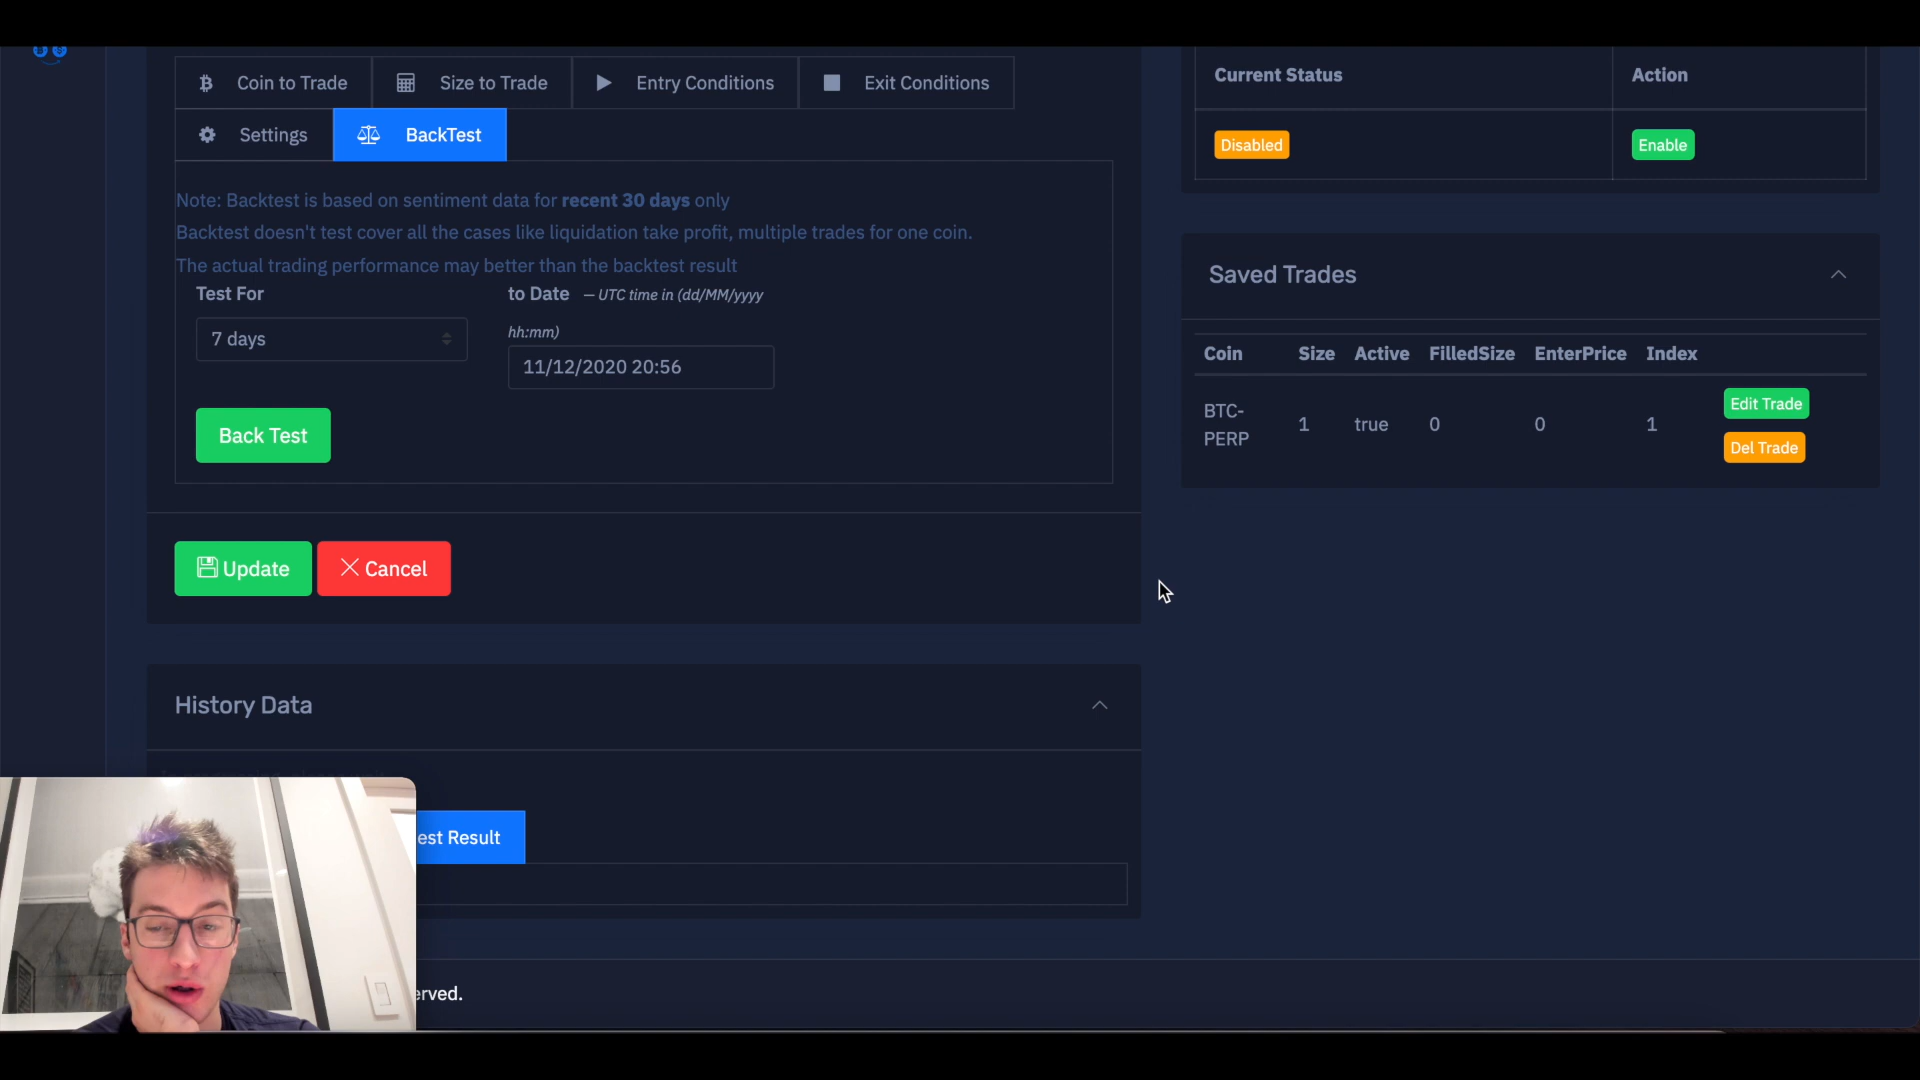 Coin to Trade
Size to Trade
Entry Conditions
Exit Conditions
Settings
BackTest
Note: Backtest is based on sentiment data for recent 30 days only
Backtest doesn't test cover all the cases like liquidation take profit, multiple trades for one coin.
The actual trading performance may better than the backtest result
Test For
to Date – UTC time in (dd/MM/yyyy
hh:mm)
7 days
11/12/2020 20:56
Back Test
Update
Cancel
History Data
est Result
erved.
Current Status
Action
Disabled
Enable
Saved Trades
Coin Size Active FilledSize EnterPrice Index
BTC-
PERP
1 true 0 0 1
Edit Trade
Del Trade